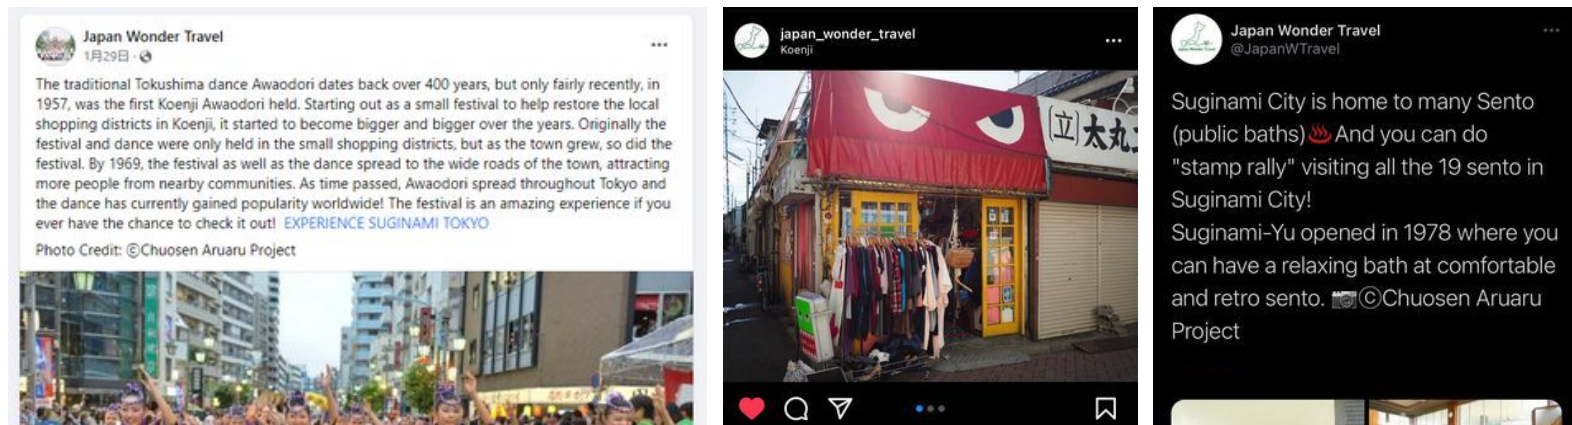 Japan Wonder Travel
1月29日 ·
The traditional Tokushima dance Awaodori dates back over 400 years, but only fairly recently, in
1957, was the first Koenji Awaodori held. Starting out as a small festival to help restore the local
shopping districts in Koenji, it started to become bigger and bigger over the years. Originally the
festival and dance were only held in the small shopping districts, but as the town grew, so did the
festival. By 1969, the festival as well as the dance spread to the wide roads of the town, attracting
more people from nearby communities. As time passed, Awaodori spread throughout Tokyo and
the dance has currently gained popularity worldwide! The festival is an amazing experience if you
ever have the chance to check it out! EXPERIENCE SUGINAMI TOKYO
Photo Credit: ⓒChuosen Aruaru Project
japan_wonder_travel
Koenji
(立)太丸
Japan Wonder Travel
@JapanWTravel
Suginami City is home to many Sento
(public baths)♨️And you can do
"stamp rally" visiting all the 19 sento in
Suginami City!
Suginami-Yu opened in 1978 where you
can have a relaxing bath at comfortable
and retro sento. 📷ⓒChuosen Aruaru
Project